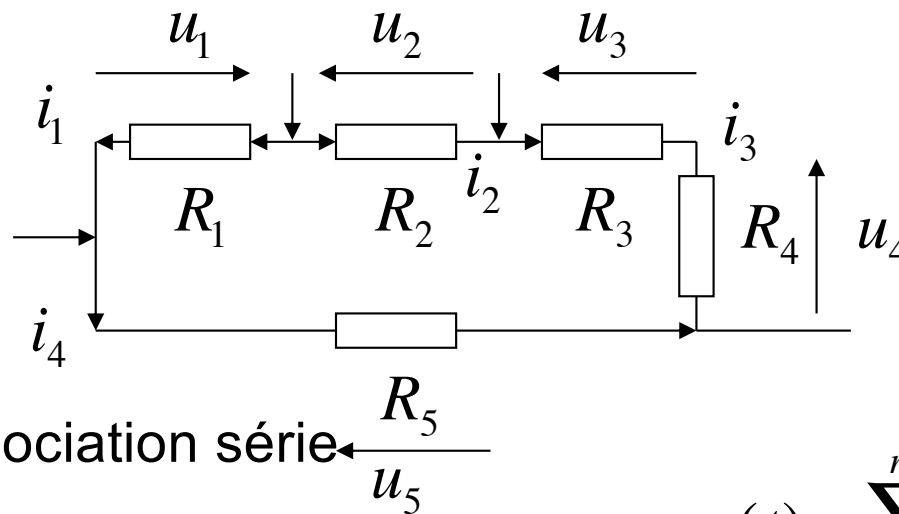 u1 u2 u3
i1 i3
i2
R1 R2 R3 R4 u4
i4
R5
ociation série
u5
(t)